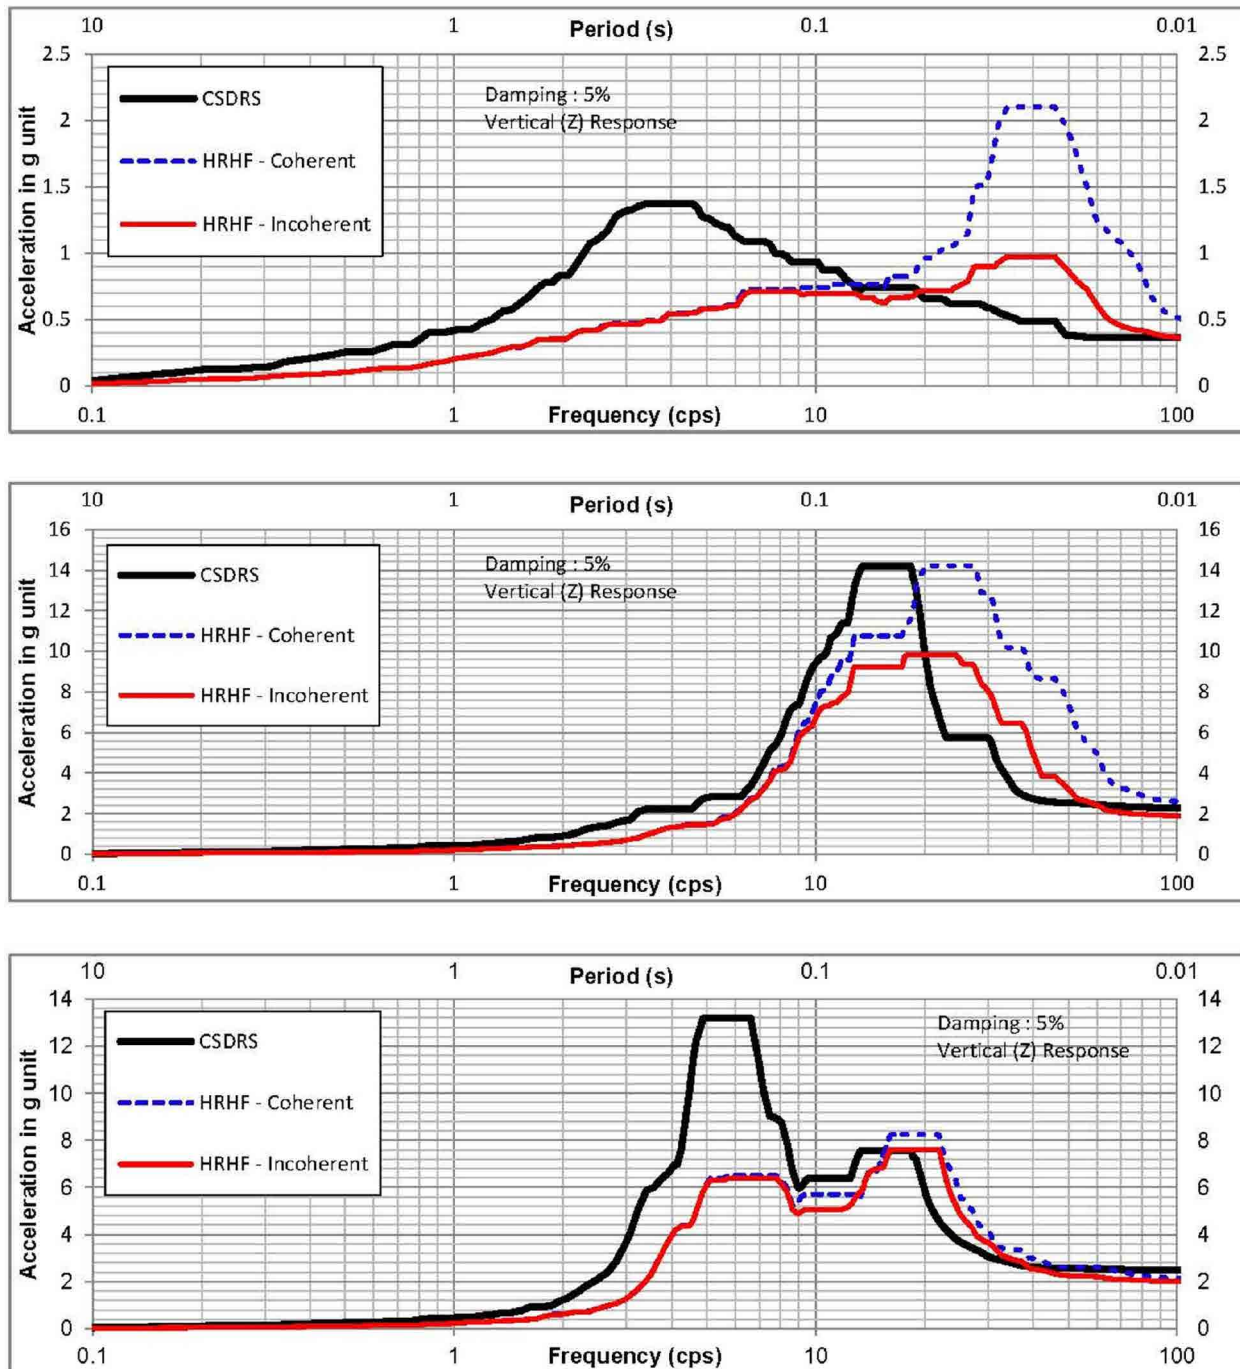 10 1 0.1 0.01
Period (s)
2.5 2.5
CSDRS
Damping : 5%
Vertical (Z) Response
2 2
HRHF - Coherent
1.5 1.5
HRHF - Incoherent
Acceleration in g unit
1 1
0.5 0.5
0 0
0.1 1 10 100
Frequency (cps)
10 1 0.1 0.01
Period (s)
16 16
CSDRS
Damping : 5%
Vertical (Z) Response
14 14
12 12
HRHF - Coherent
10 10
HRHF - Incoherent
Acceleration in g unit
8 8
6 6
4 4
2 2
0 0
0.1 1 10 100
Frequency (cps)
10 1 0.1 0.01
Period (s)
14 14
CSDRS
Damping : 5%
Vertical (Z) Response
12 12
10 10
HRHF - Coherent
8 8
HRHF - Incoherent
Acceleration in g unit
6 6
4 4
2 2
0 0
0.1 1 10 100
Frequency (cps)